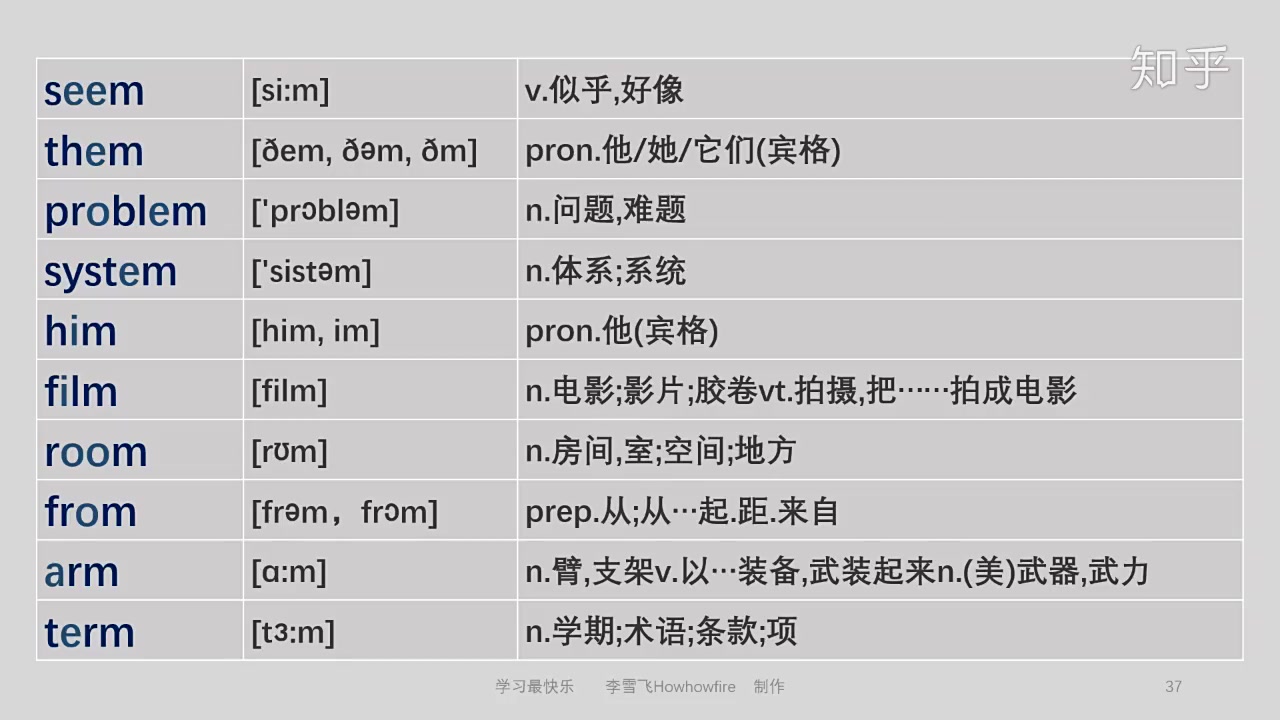 知乎
seem [si:m] v.似乎,好像
them [ðem, ðəm, ðm] pron.他/她/它们(宾格)
problem ['prɔbləm] n.问题,难题
system ['sistəm] n.体系;系统
him [him, im] pron.他(宾格)
film [film] n.电影;影片;胶卷vt.拍摄,把……拍成电影
room [rʊm] n.房间,室;空间;地方
from [frəm，frɔm] prep.从;从…起.距.来自
arm [ɑ:m] n.臂,支架v.以…装备,武装起来n.(美)武器,武力
term [tɜ:m] n.学期;术语;条款;项
学习最快乐 李雪飞Howhowfire 制作 37